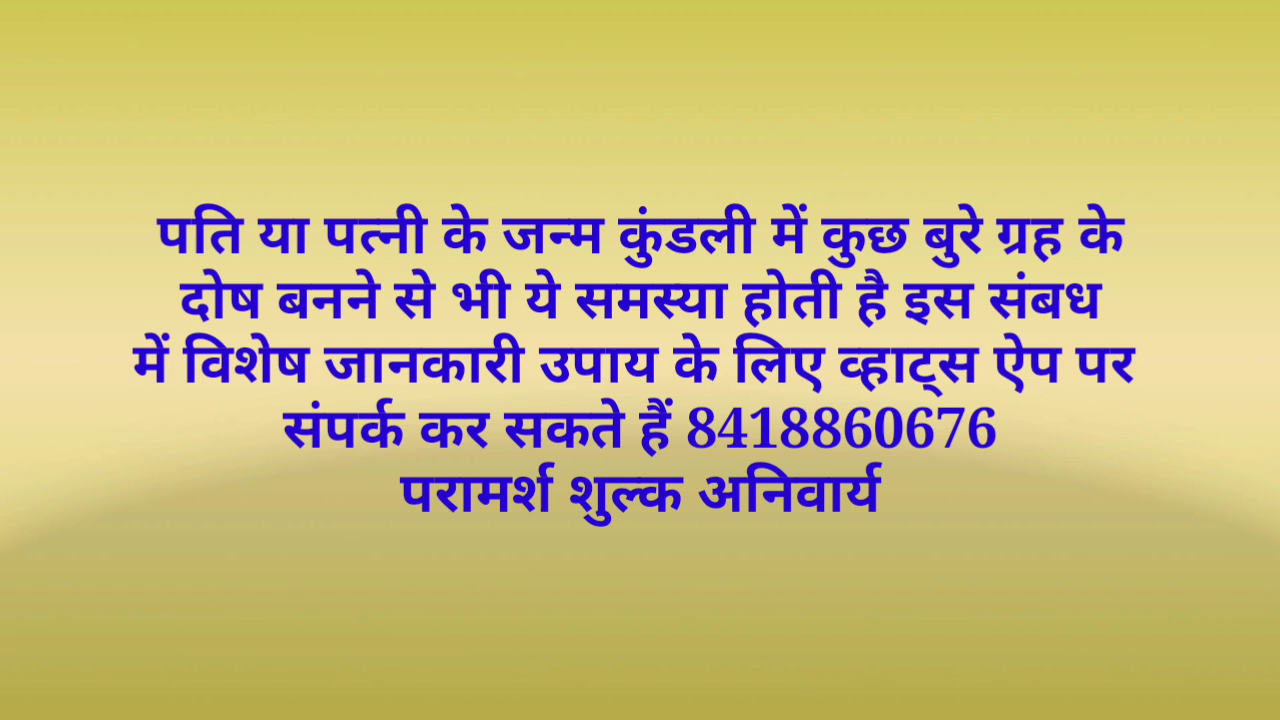 पति या पत्नी के जन्म कुंडली में कुछ बुरे ग्रह के
दोष बनने से भी ये समस्या होती है इस संबध
में विशेष जानकारी उपाय के लिए व्हाट्स ऐप पर
संपर्क कर सकते हैं 8418860676
परामर्श शुल्क अनिवार्य